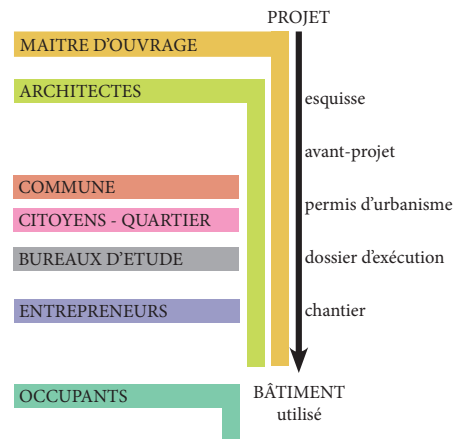 PROJET
MAITRE D'OUVRAGE
ARCHITECTES
esquisse
avant-projet
COMMUNE
permis d'urbanisme
CITOYENS - QUARTIER
BUREAUX D'ETUDE
dossier d'exécution
ENTREPRENEURS
chantier
OCCUPANTS
BÂTIMENT
utilisé